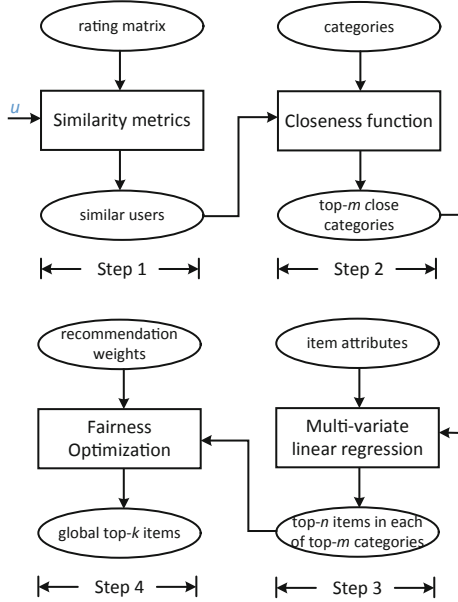 rating matrix
u
Similarity metrics
similar users
Step 1
categories
Closeness function
top-m close
categories
Step 2
item attributes
Multi-variate
linear regression
top-n items in each
of top-m categories
Step 3
recommendation
weights
Fairness
Optimization
global top-k items
Step 4